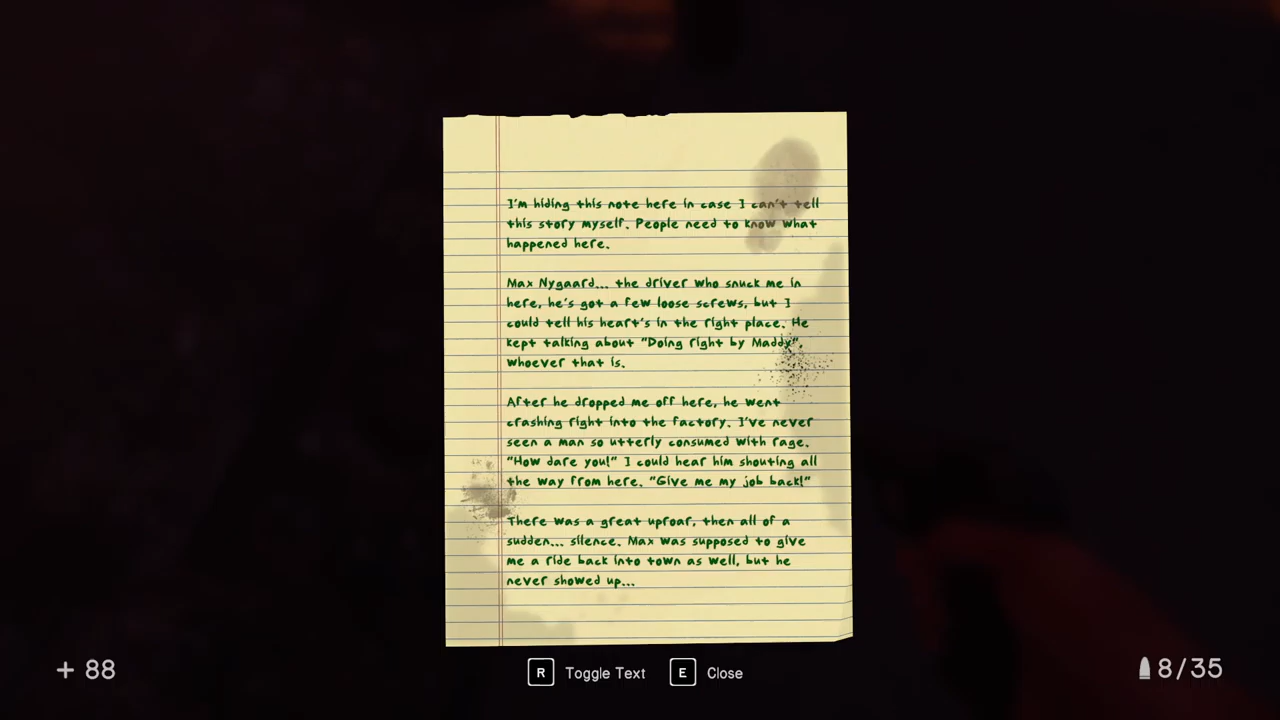 I'm hiding this note here in case I can't tell
this story myself. People need to know what
happened here.
Max Nygaard... the driver who snuck me in
here, he's got a few loose screws, but I
could tell his heart's in the right place. He
kept talking about "Doing right by Maddy",
whoever that is.
After he dropped me off here, he went
crashing right into the factory. I've never
seen a man so utterly consumed with rage.
"How dare you!" I could hear him shouting all
the way from here. "Give me my job back!"
There was a great uproar, then all of a
sudden... silence. Max was supposed to give
me a ride back into town as well, but he
never showed up...
+ 88
R Toggle Text E Close
8/35